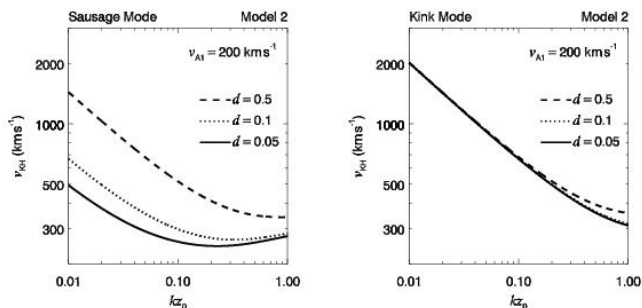 Sausage Mode Model 2
v_A1 = 200 kms⁻¹
d = 0.5
d = 0.1
d = 0.05
v_KH (kms⁻¹)
2000
1000
500
300
0.01 0.10 1.00
kz₀
Kink Mode Model 2
v_A1 = 200 kms⁻¹
d = 0.5
d = 0.1
d = 0.05
v_KH (kms⁻¹)
2000
1000
500
300
0.01 0.10 1.00
kz₀